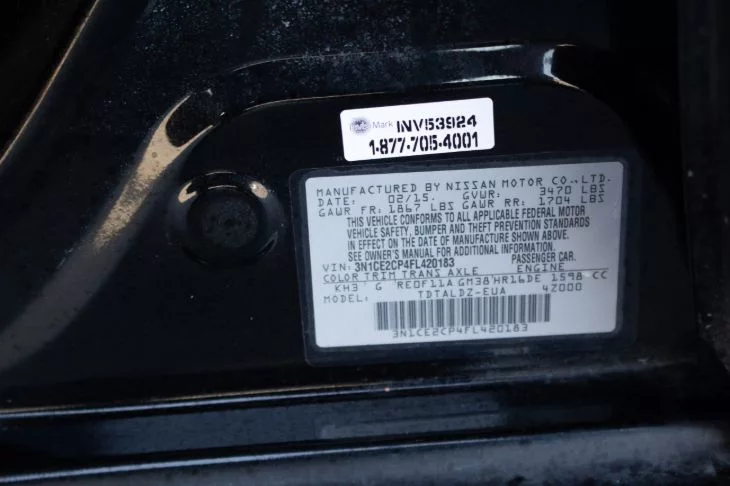 Mark INV53924
1-877-705-4001
MANUFACTURED BY NISSAN MOTOR CO., LTD.
DATE: 02/15. GVWR: 3470 LBS
GAWR FR: 1867 LBS GAWR RR: 1704 LBS
THIS VEHICLE CONFORMS TO ALL APPLICABLE FEDERAL MOTOR
VEHICLE SAFETY, BUMPER AND THEFT PREVENTION STANDARDS
IN EFFECT ON THE DATE OF MANUFACTURE SHOWN ABOVE.
SEE OWNER'S MANUAL FOR ADDITIONAL INFORMATION.
VIN: 3N1CE2CP4FL420183 PASSENGER CAR.
COLOR TRIM TRANS AXLE ENGINE
KH3 G RE0F11A GM38 HR16DE 1598 CC
MODEL: TDTALDZ-EUA 4Z000
3N1CE2CP4FL420183